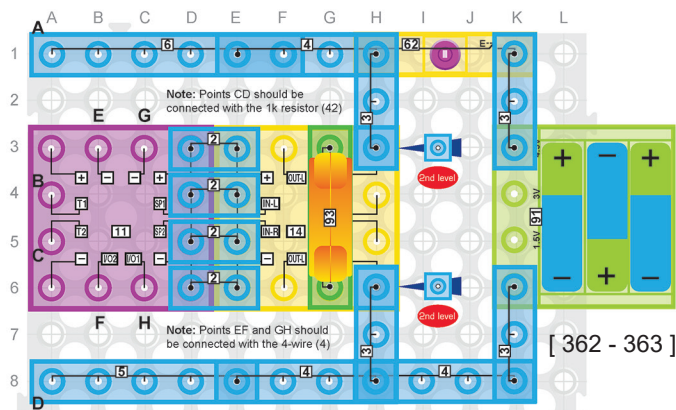 A B C D E F G H I J K L
A
1 6 4 62 E-
Note: Points CD should be
connected with the 1k resistor (42)
2 E G 3 3
3 2 2nd level
+ − − + + OUT-L
B
4 T1 SP1 2 IN-L 93 3V 91
5 T2 11 SP2 2 IN-R 14 1.5V
C
− I/O2 I/O1 − − OUT-L
6 2 2nd level
F H
Note: Points EF and GH should
be connected with the 4-wire (4)
7 3 3
[ 362 - 363 ]
8 5 4 4
D
+ − +
− + −